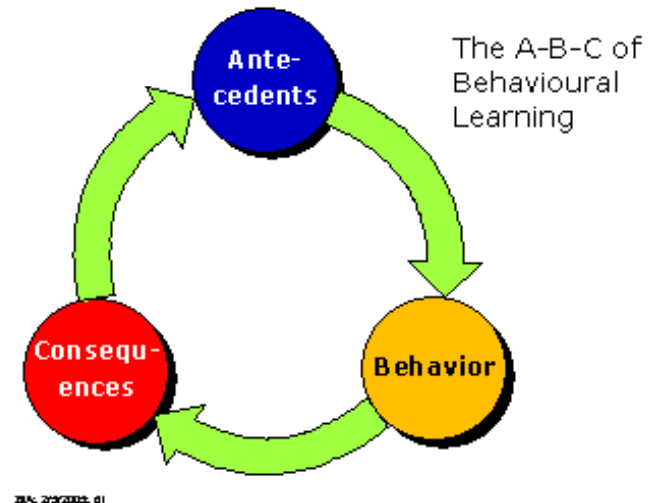 Ante-
cedents
The A-B-C of
Behavioural
Learning
Consequ-
ences
Behavior